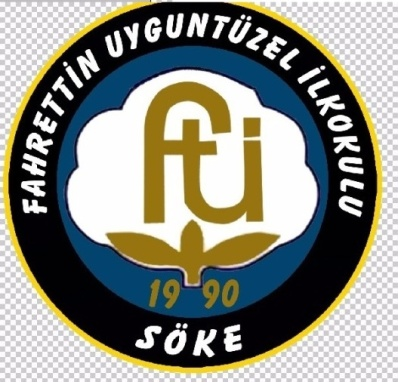 FAHRETTİN UYGUNTÜZEL İLKOKULU
ftü
19 90
SÖKE